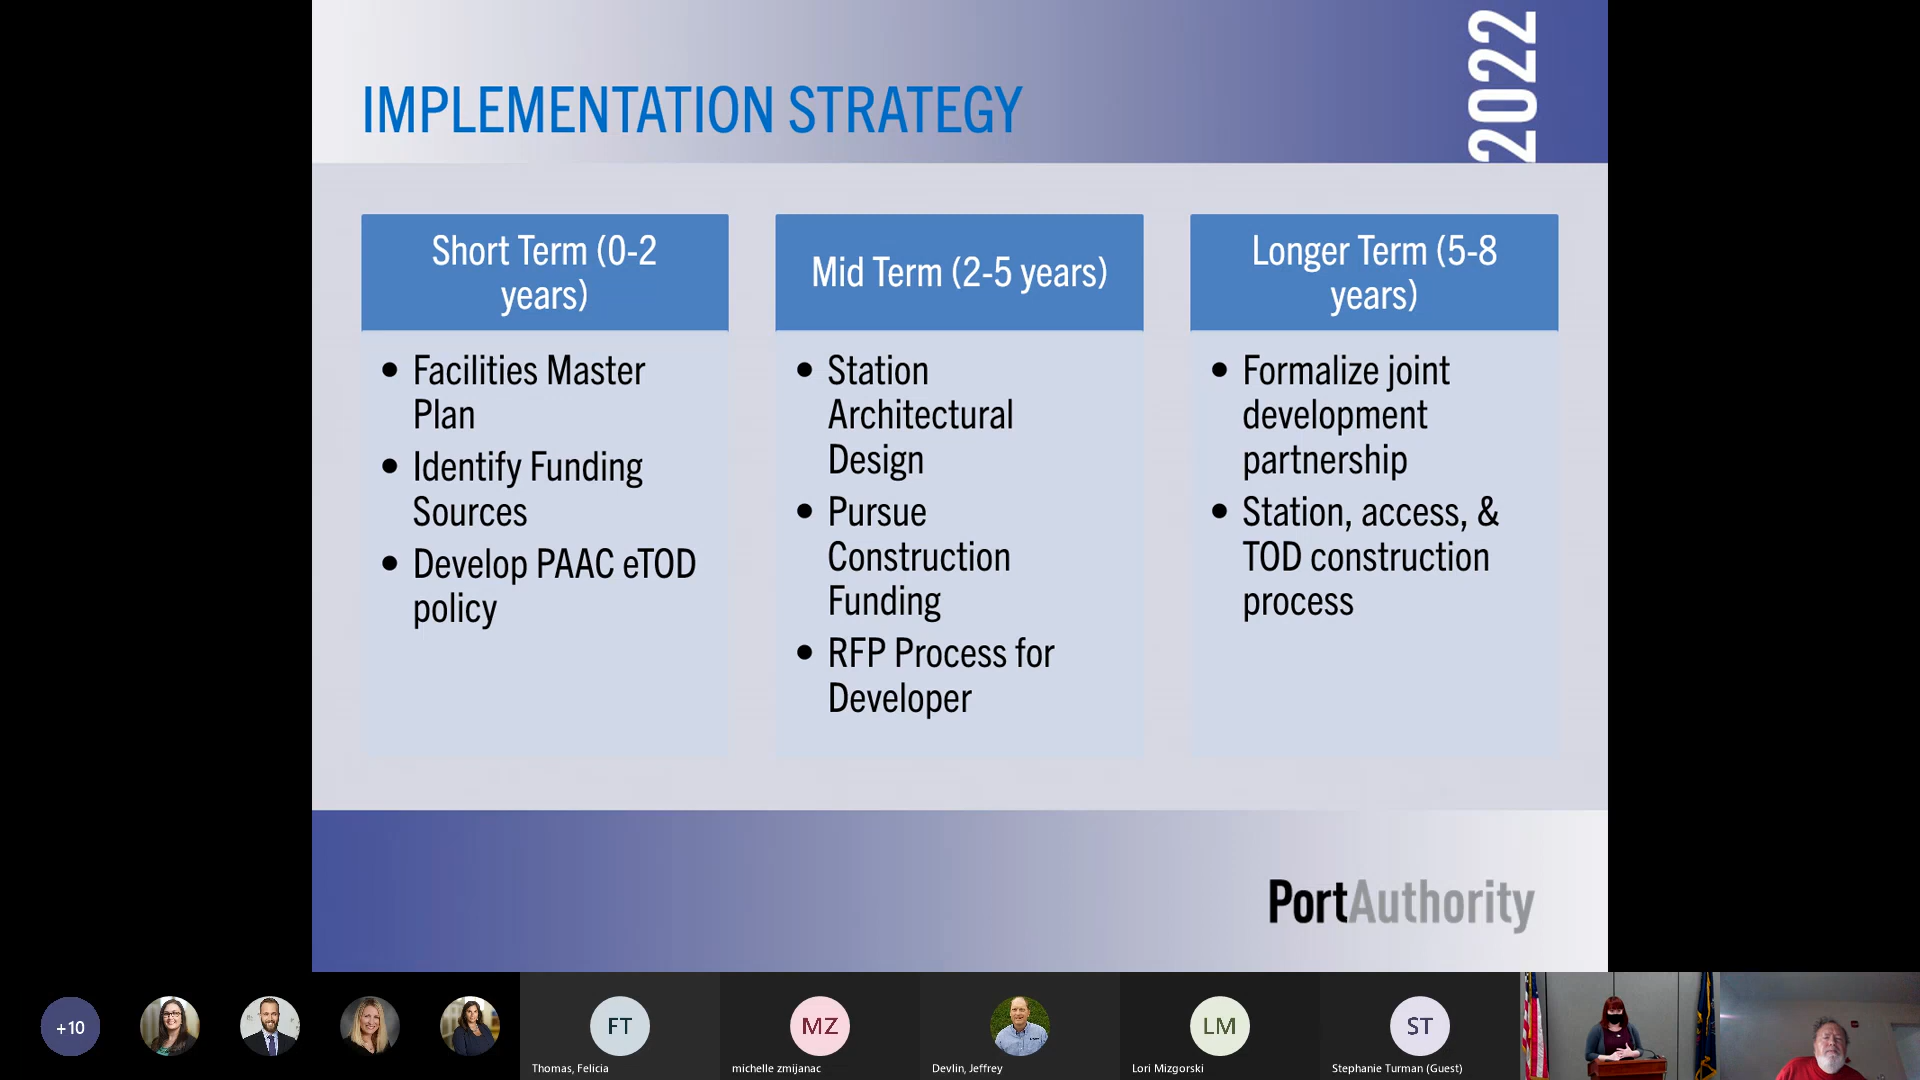 IMPLEMENTATION STRATEGY
2022
Short Term (0-2
years)
• Facilities Master
Plan
• Identify Funding
Sources
• Develop PAAC eTOD
policy
Mid Term (2-5 years)
• Station
Architectural
Design
• Pursue
Construction
Funding
• RFP Process for
Developer
Longer Term (5-8
years)
• Formalize joint
development
partnership
• Station, access, &
TOD construction
process
PortAuthority
+10
FT
Thomas, Felicia
MZ
michelle zmijanac
Devlin, Jeffrey
LM
Lori Mizgorski
ST
Stephanie Turman (Guest)